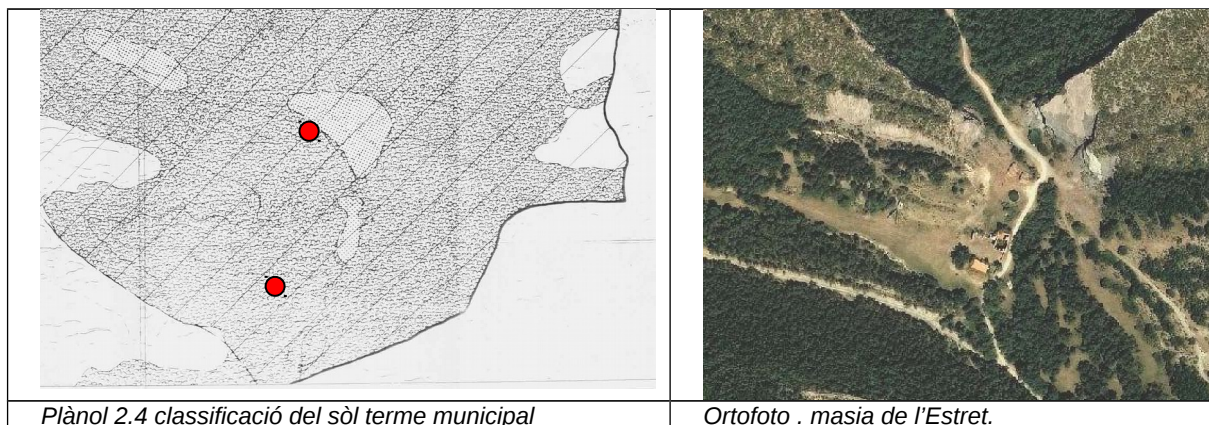 Plànol 2.4 classificació del sòl terme municipal
Ortofoto . masia de l’Estret.